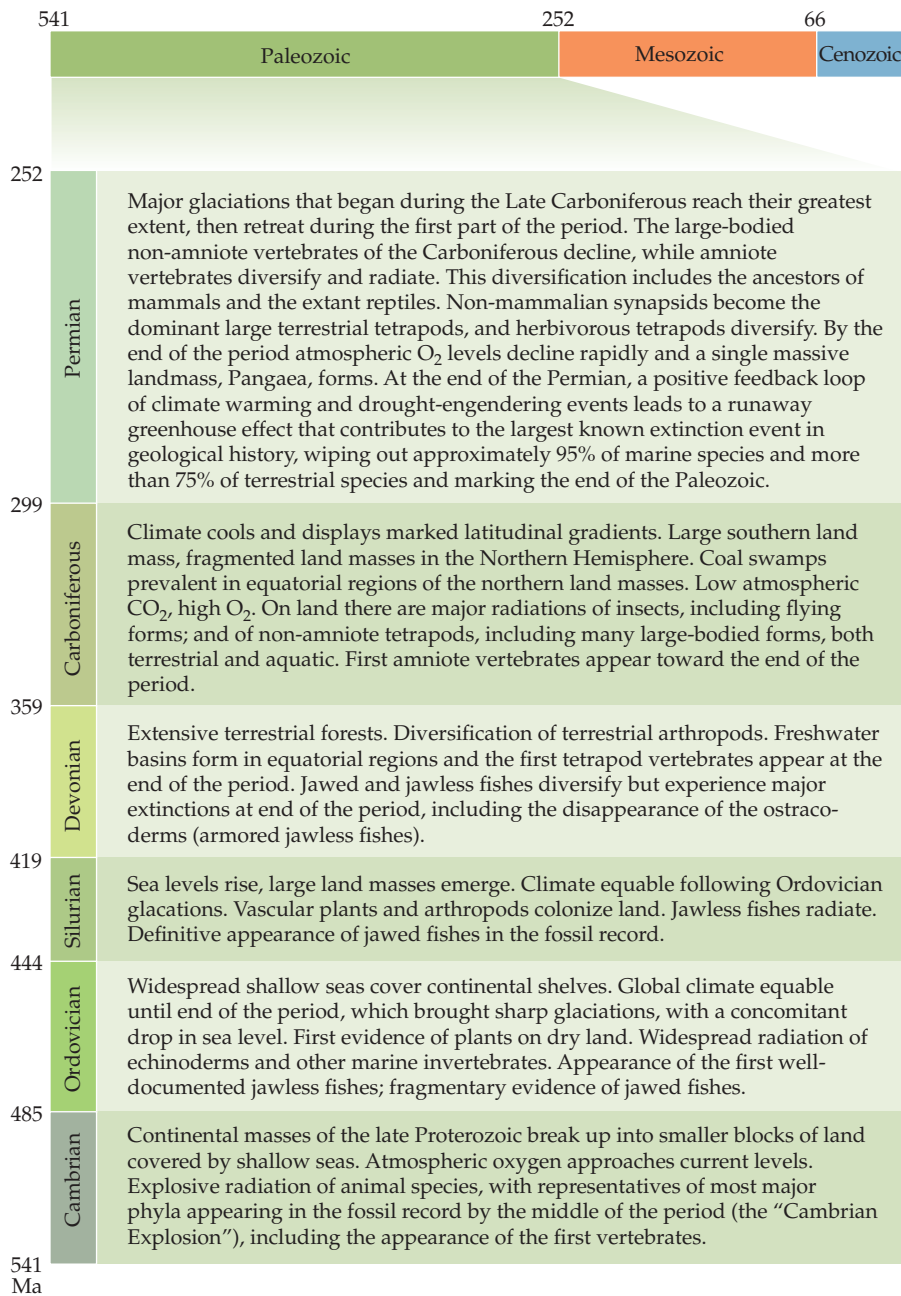 541 252 66
Paleozoic Mesozoic Cenozoic
252
Permian
Major glaciations that began during the Late Carboniferous reach their greatest
extent, then retreat during the first part of the period. The large-bodied
non-amniote vertebrates of the Carboniferous decline, while amniote
vertebrates diversify and radiate. This diversification includes the ancestors of
mammals and the extant reptiles. Non-mammalian synapsids become the
dominant large terrestrial tetrapods, and herbivorous tetrapods diversify. By the
end of the period atmospheric O₂ levels decline rapidly and a single massive
landmass, Pangaea, forms. At the end of the Permian, a positive feedback loop
of climate warming and drought-engendering events leads to a runaway
greenhouse effect that contributes to the largest known extinction event in
geological history, wiping out approximately 95% of marine species and more
than 75% of terrestrial species and marking the end of the Paleozoic.
299
Carboniferous
Climate cools and displays marked latitudinal gradients. Large southern land
mass, fragmented land masses in the Northern Hemisphere. Coal swamps
prevalent in equatorial regions of the northern land masses. Low atmospheric
CO₂, high O₂. On land there are major radiations of insects, including flying
forms; and of non-amniote tetrapods, including many large-bodied forms, both
terrestrial and aquatic. First amniote vertebrates appear toward the end of the
period.
359
Devonian
Extensive terrestrial forests. Diversification of terrestrial arthropods. Freshwater
basins form in equatorial regions and the first tetrapod vertebrates appear at the
end of the period. Jawed and jawless fishes diversify but experience major
extinctions at end of the period, including the disappearance of the ostraco-
derms (armored jawless fishes).
419
Silurian
Sea levels rise, large land masses emerge. Climate equable following Ordovician
glacations. Vascular plants and arthropods colonize land. Jawless fishes radiate.
Definitive appearance of jawed fishes in the fossil record.
444
Ordovician
Widespread shallow seas cover continental shelves. Global climate equable
until end of the period, which brought sharp glaciations, with a concomitant
drop in sea level. First evidence of plants on dry land. Widespread radiation of
echinoderms and other marine invertebrates. Appearance of the first well-
documented jawless fishes; fragmentary evidence of jawed fishes.
485
Cambrian
Continental masses of the late Proterozoic break up into smaller blocks of land
covered by shallow seas. Atmospheric oxygen approaches current levels.
Explosive radiation of animal species, with representatives of most major
phyla appearing in the fossil record by the middle of the period (the “Cambrian
Explosion”), including the appearance of the first vertebrates.
541
Ma